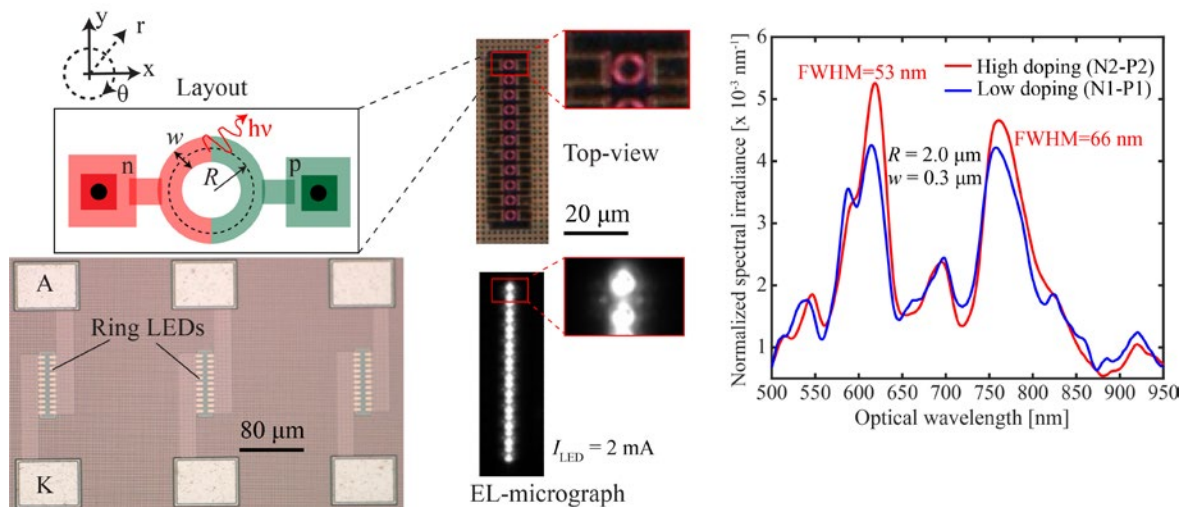 y
r
x
θ
Layout
hν
w
n
R
p
A
Ring LEDs
80 μm
K
Top-view
20 μm
I_LED = 2 mA
EL-micrograph
FWHM=53 nm
High doping (N2-P2)
Low doping (N1-P1)
FWHM=66 nm
R = 2.0 μm
w = 0.3 μm
Normalized spectral irradiance [x 10⁻³ nm⁻¹]
6
5
4
3
2
1
500 550 600 650 700 750 800 850 900 950
Optical wavelength [nm]